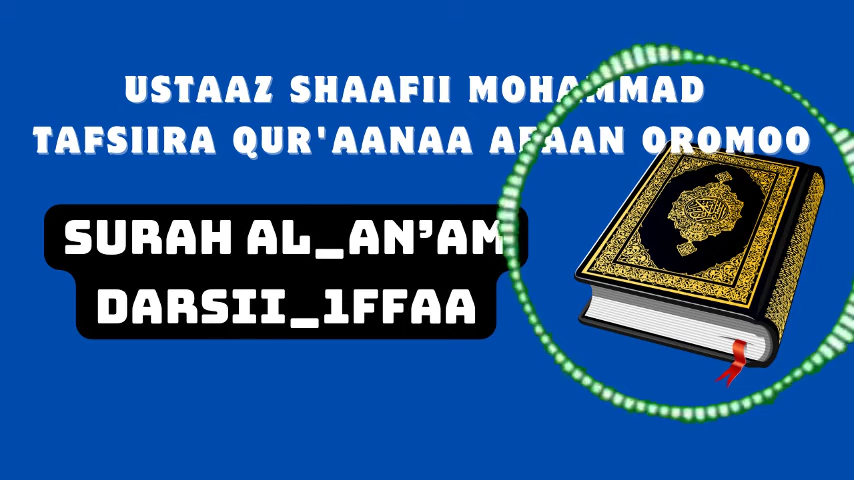 USTAAZ SHAAFII MOHAMMAD
TAFSIIRA QUR'AANAA AFAAN OROMOO
SURAH AL_AN’AM
DARSII_1FFAA